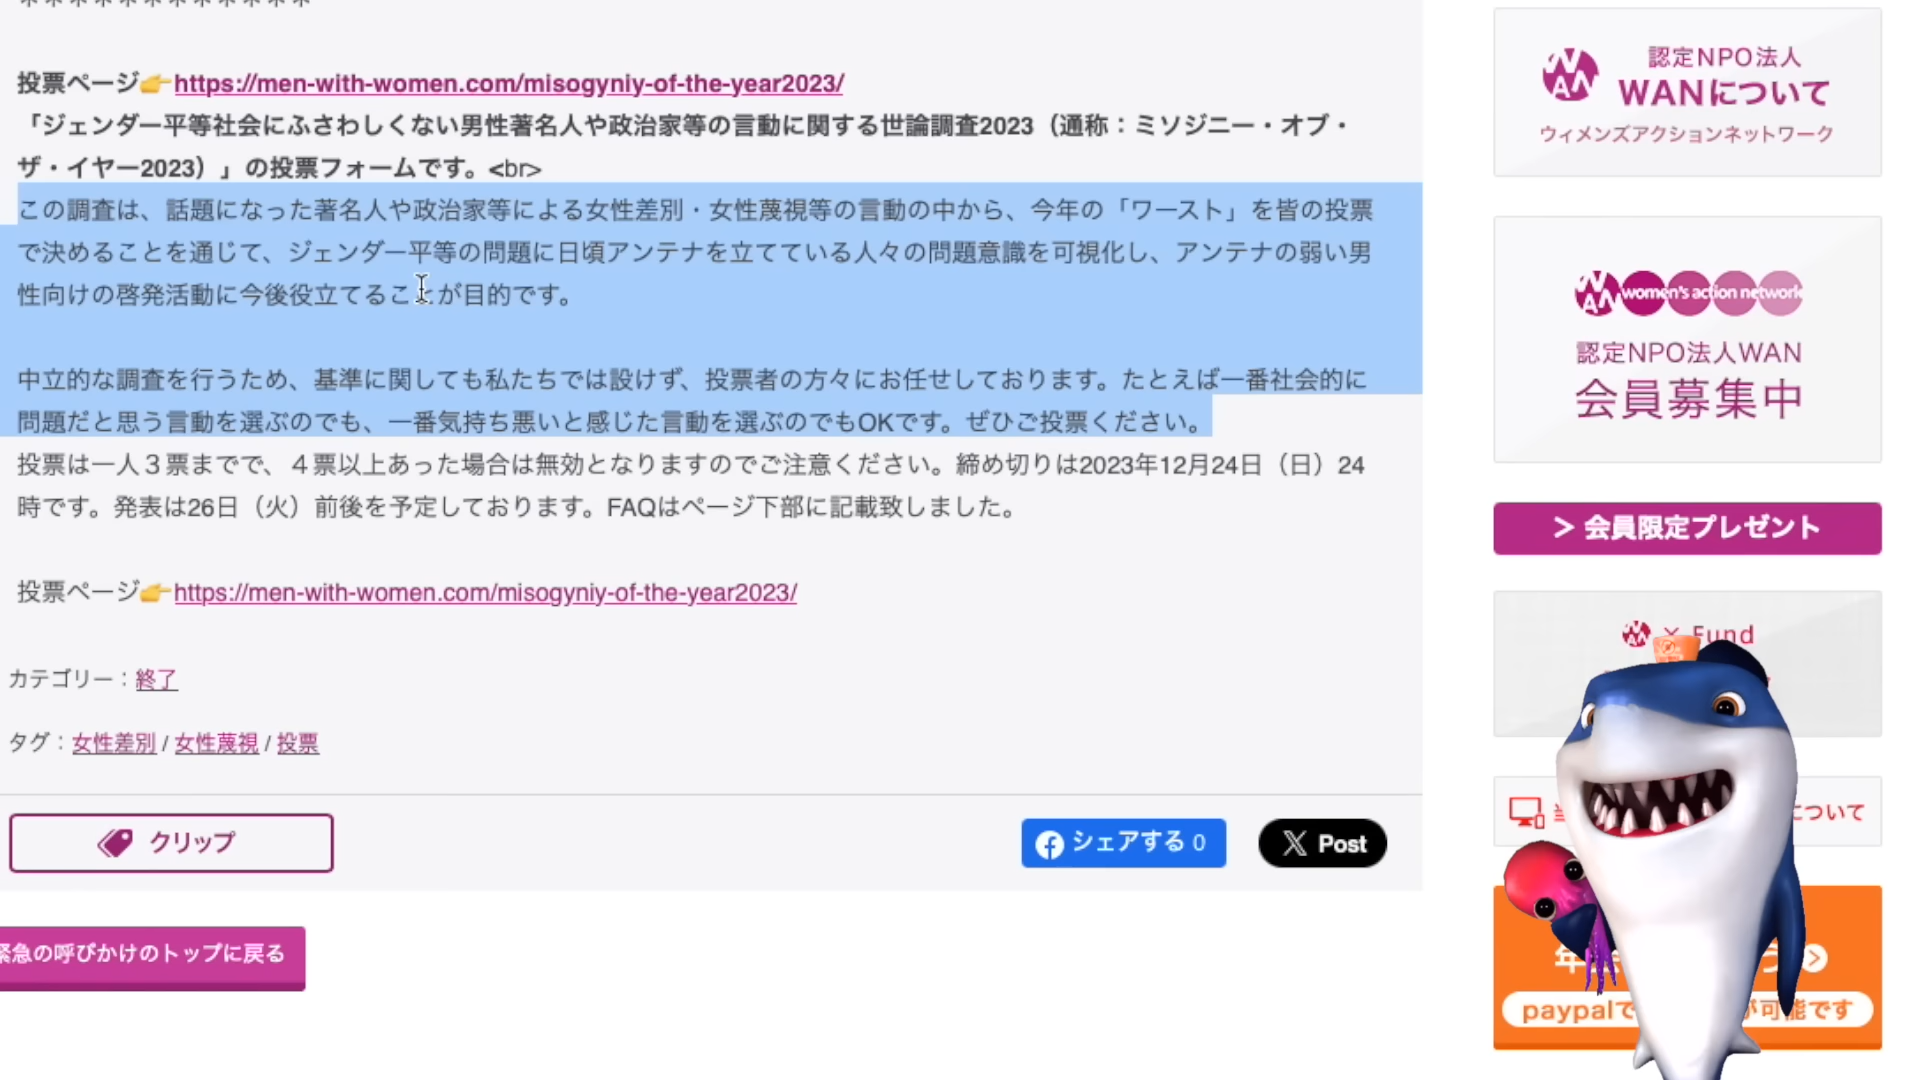 投票ページ👉https://men-with-women.com/misogyniy-of-the-year2023/
「ジェンダー平等社会にふさわしくない男性著名人や政治家等の言動に関する世論調査2023（通称：ミソジニー・オブ・
ザ・イヤー2023）」の投票フォームです。<br>
この調査は、話題になった著名人や政治家等による女性差別・女性蔑視等の言動の中から、今年の「ワースト」を皆の投票
で決めることを通じて、ジェンダー平等の問題に日頃アンテナを立てている人々の問題意識を可視化し、アンテナの弱い男
性向けの啓発活動に今後役立てることが目的です。
中立的な調査を行うため、基準に関しても私たちでは設けず、投票者の方々にお任せしております。たとえば一番社会的に
問題だと思う言動を選ぶのでも、一番気持ち悪いと感じた言動を選ぶのでもOKです。ぜひご投票ください。
投票は一人３票までで、４票以上あった場合は無効となりますのでご注意ください。締め切りは2023年12月24日（日）24
時です。発表は26日（火）前後を予定しております。FAQはページ下部に記載致しました。
投票ページ👉https://men-with-women.com/misogyniy-of-the-year2023/
カテゴリー：終了
タグ：女性差別 / 女性蔑視 / 投票
クリップ
シェアする 0
Post
緊急の呼びかけのトップに戻る
WAN
認定NPO法人
WANについて
ウィメンズアクションネットワーク
WAN women's action network
認定NPO法人WAN
会員募集中
> 会員限定プレゼント
WAN × Fund
について
paypalで
が可能です